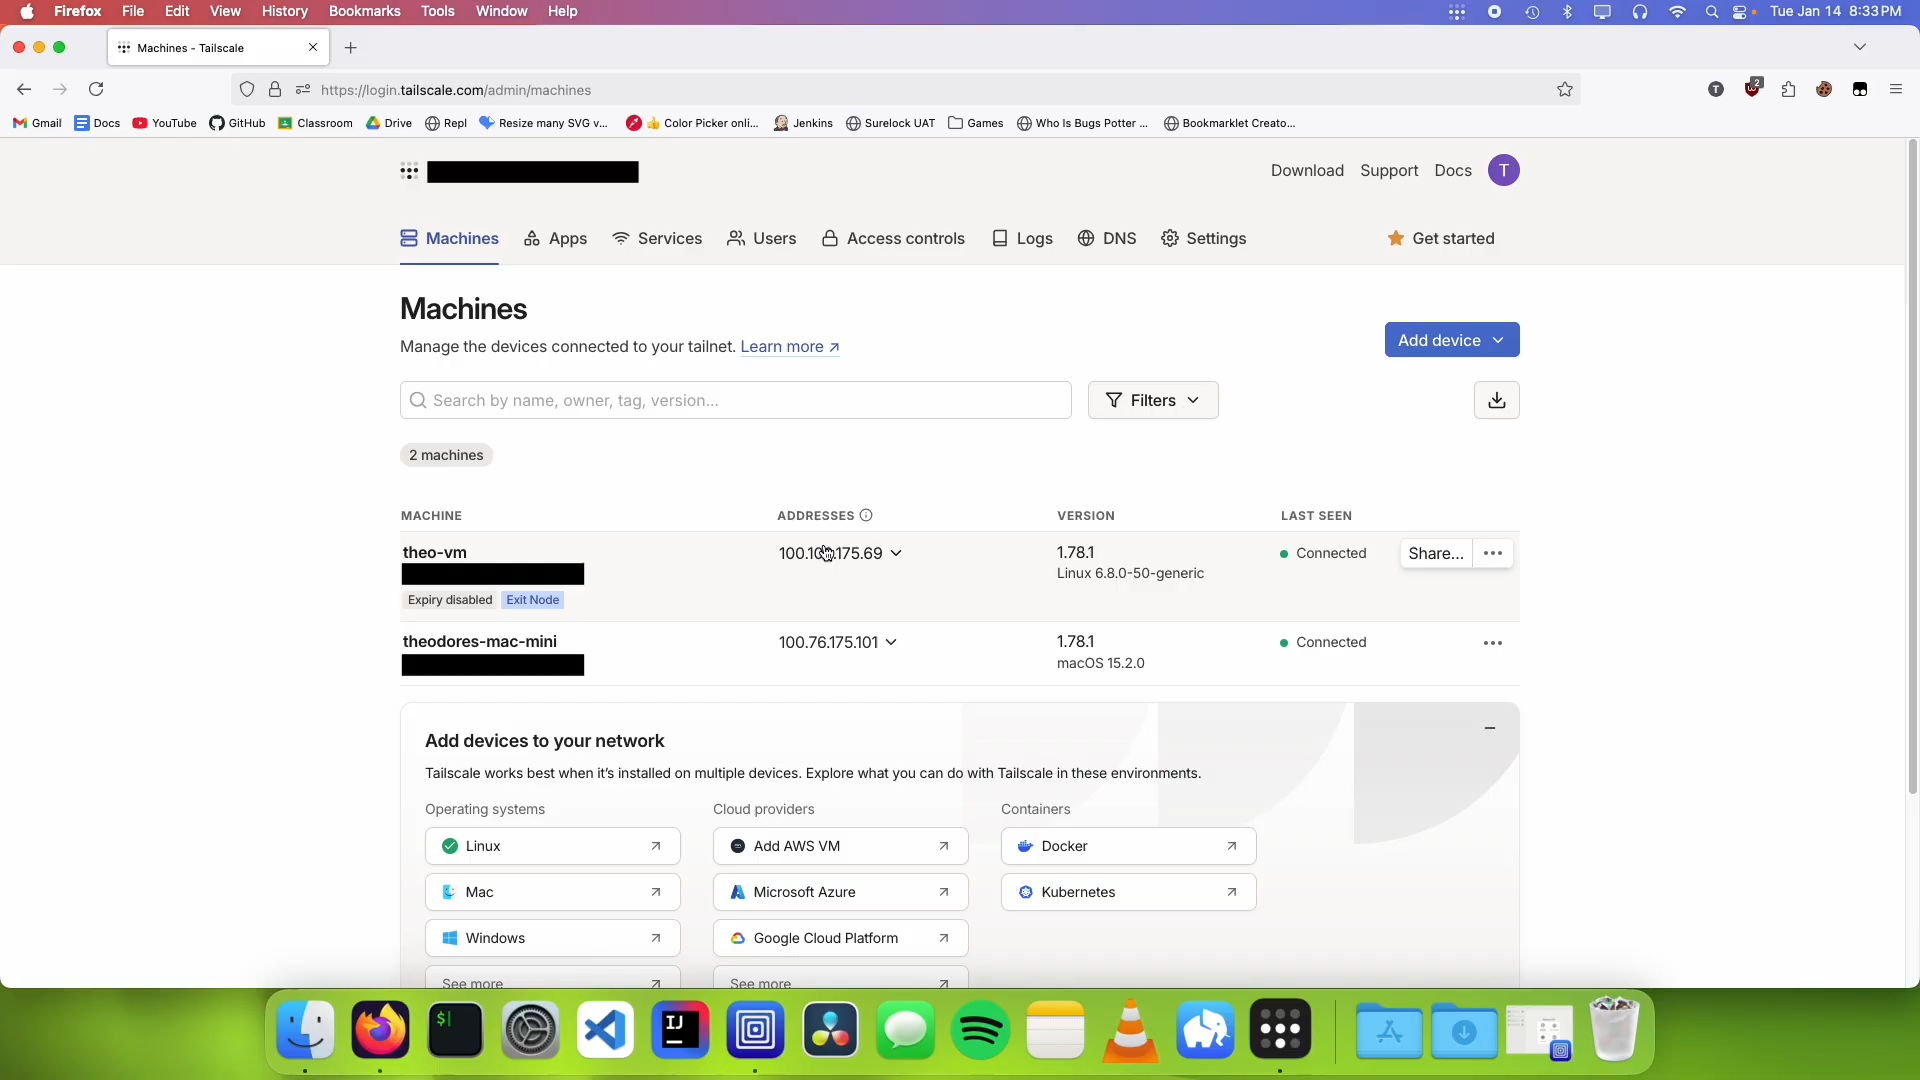 Firefox File Edit View History Bookmarks Tools Window Help Tue Jan 14 8:33 PM
Machines - Tailscale
https://login.tailscale.com/admin/machines
T 2
Gmail Docs YouTube GitHub Classroom Drive Repl Resize many SVG v... 👍 Color Picker onli... Jenkins Surelock UAT Games Who Is Bugs Potter ... Bookmarklet Creato...
Download Support Docs T
Machines Apps Services Users Access controls Logs DNS Settings Get started
Machines
Manage the devices connected to your tailnet. Learn more ↗
Add device
Search by name, owner, tag, version...
Filters
2 machines
MACHINE ADDRESSES VERSION LAST SEEN
theo-vm 1.78.1 Connected Share... ...
Linux 6.8.0-50-generic
Expiry disabled Exit Node
theodores-mac-mini 100.76.175.101 1.78.1 Connected ...
macOS 15.2.0
Add devices to your network
Tailscale works best when it's installed on multiple devices. Explore what you can do with Tailscale in these environments.
Operating systems Cloud providers Containers
Linux Add AWS VM Docker
Mac Microsoft Azure Kubernetes
Windows Google Cloud Platform
See more See more
$
IJ